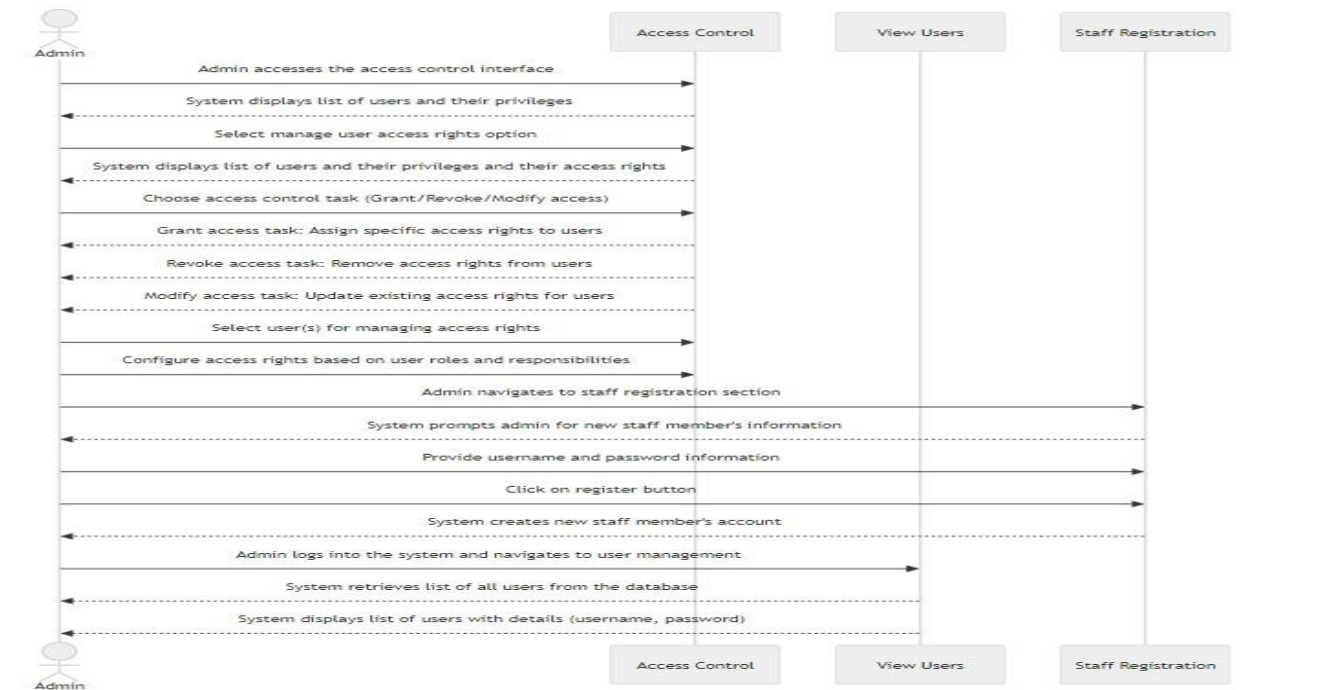 Access Control View Users Staff Registration
Admin
Admin accesses the access control interface
System displays list of users and their privileges
Select manage user access rights option
System displays list of users and their privileges and their access rights
Choose access control task (Grant/Revoke/Modify access)
Grant access task: Assign specific access rights to users
Revoke access task: Remove access rights from users
Modify access task: Update existing access rights for users
Select user(s) for managing access rights
Configure access rights based on user roles and responsibilities
Admin navigates to staff registration section
System prompts admin for new staff member's information
Provide username and password information
Click on register button
System creates new staff member's account
Admin logs into the system and navigates to user management
System retrieves list of all users from the database
System displays list of users with details (username, password)
Access Control View Users Staff Registration
Admin